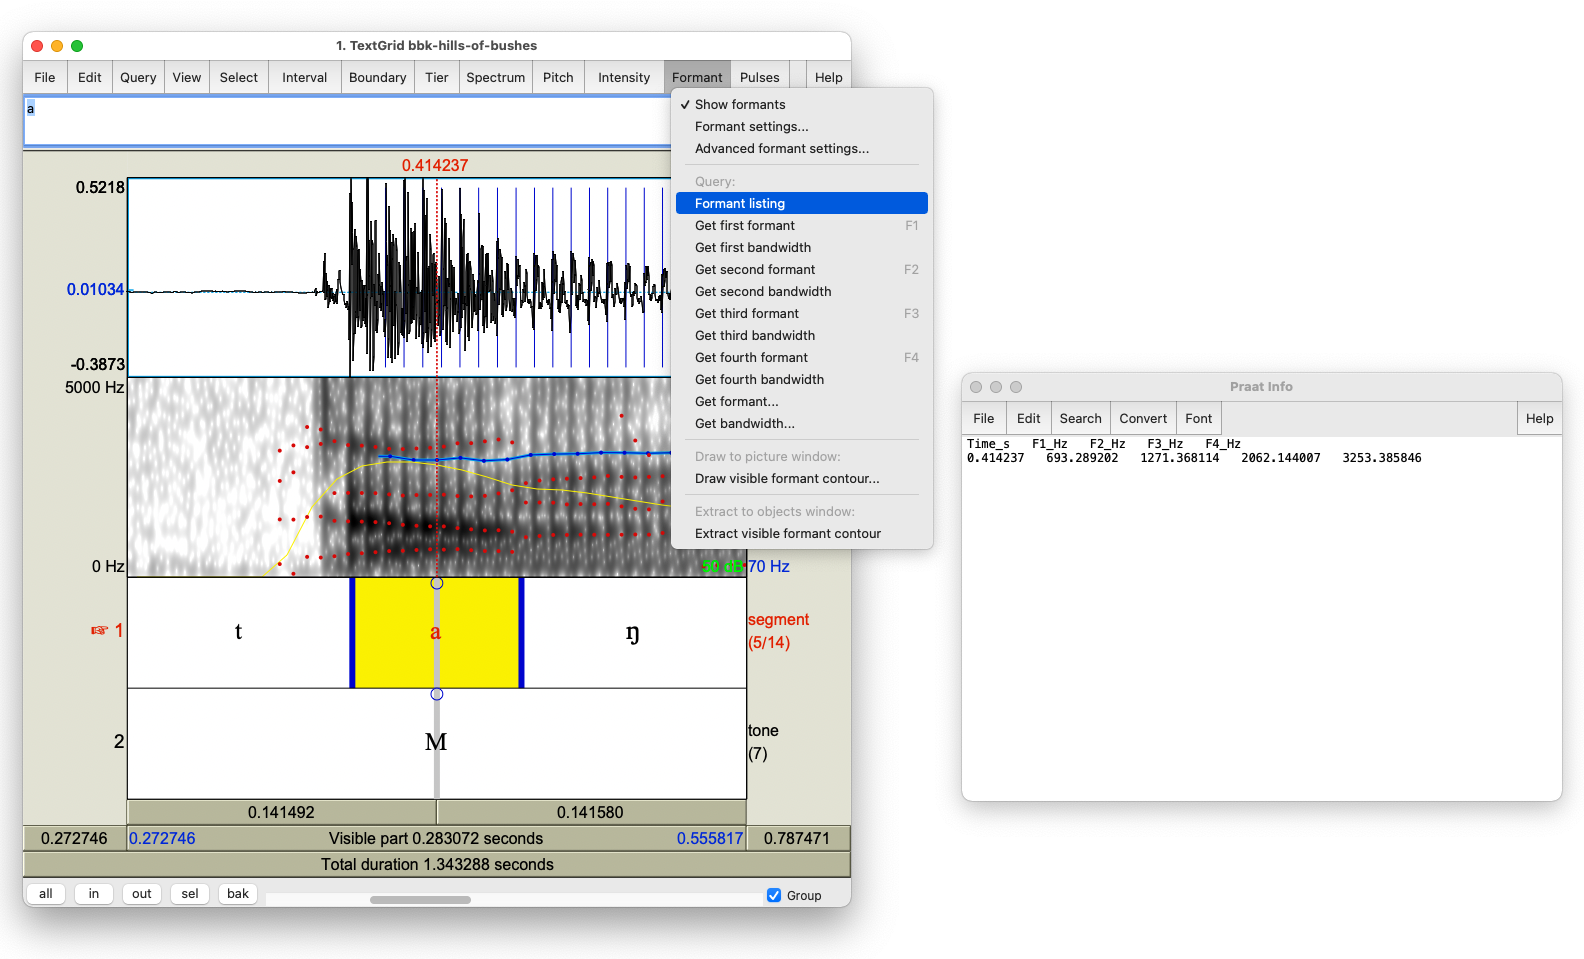 1. TextGrid bbk-hills-of-bushes
File Edit Query View Select Interval Boundary Tier Spectrum Pitch Intensity Formant Pulses Help
a
✓ Show formants
Formant settings...
Advanced formant settings...
Query:
Formant listing
Get first formant F1
Get first bandwidth
Get second formant F2
Get second bandwidth
Get third formant F3
Get third bandwidth
Get fourth formant F4
Get fourth bandwidth
Get formant...
Get bandwidth...
Draw to picture window:
Draw visible formant contour...
Extract to objects window:
Extract visible formant contour
0.414237
0.5218
0.01034
-0.3873
5000 Hz
0 Hz
50 dB 70 Hz
☞ 1
t a ŋ
segment
(5/14)
2
M
tone
(7)
0.141492 0.141580
0.272746 0.272746 Visible part 0.283072 seconds 0.555817 0.787471
Total duration 1.343288 seconds
all in out sel bak Group
Praat Info
File Edit Search Convert Font Help
Time_s F1_Hz F2_Hz F3_Hz F4_Hz
0.414237 693.289202 1271.368114 2062.144007 3253.385846